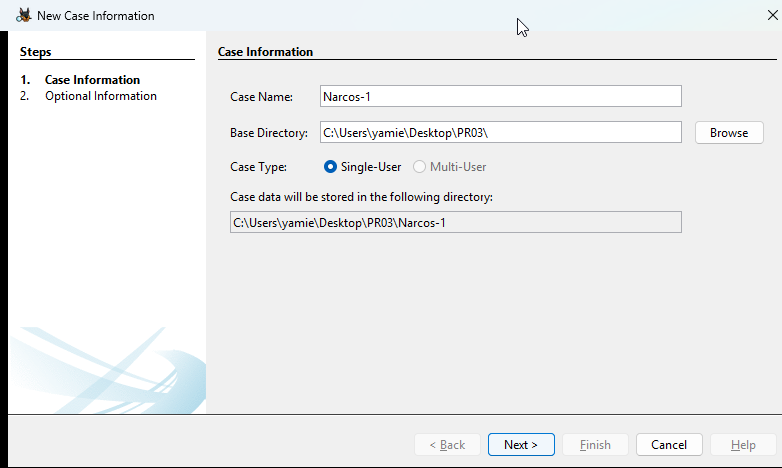 New Case Information
Steps
1. Case Information
2. Optional Information
Case Information
Case Name: Narcos-1
Base Directory: C:\Users\yamie\Desktop\PR03\ Browse
Case Type: Single-User Multi-User
Case data will be stored in the following directory:
C:\Users\yamie\Desktop\PR03\Narcos-1
< Back Next > Finish Cancel Help